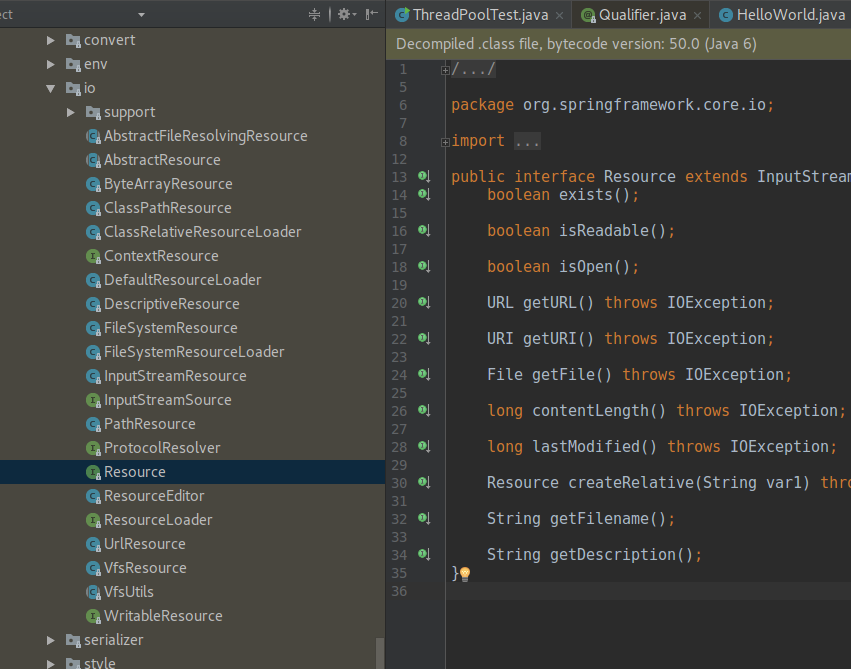 ect
convert
env
io
support
AbstractFileResolvingResource
AbstractResource
ByteArrayResource
ClassPathResource
ClassRelativeResourceLoader
ContextResource
DefaultResourceLoader
DescriptiveResource
FileSystemResource
FileSystemResourceLoader
InputStreamResource
InputStreamSource
PathResource
ProtocolResolver
Resource
ResourceEditor
ResourceLoader
UrlResource
VfsResource
VfsUtils
WritableResource
serializer
style
ThreadPoolTest.java × Qualifier.java × HelloWorld.java
Decompiled .class file, bytecode version: 50.0 (Java 6)
1 /.../
5
6 package org.springframework.core.io;
7
8 import ...
12
13 public interface Resource extends InputStream
14 boolean exists();
15
16 boolean isReadable();
17
18 boolean isOpen();
19
20 URL getURL() throws IOException;
21
22 URI getURI() throws IOException;
23
24 File getFile() throws IOException;
25
26 long contentLength() throws IOException;
27
28 long lastModified() throws IOException;
29
30 Resource createRelative(String var1) thro
31
32 String getFilename();
33
34 String getDescription();
35 }
36